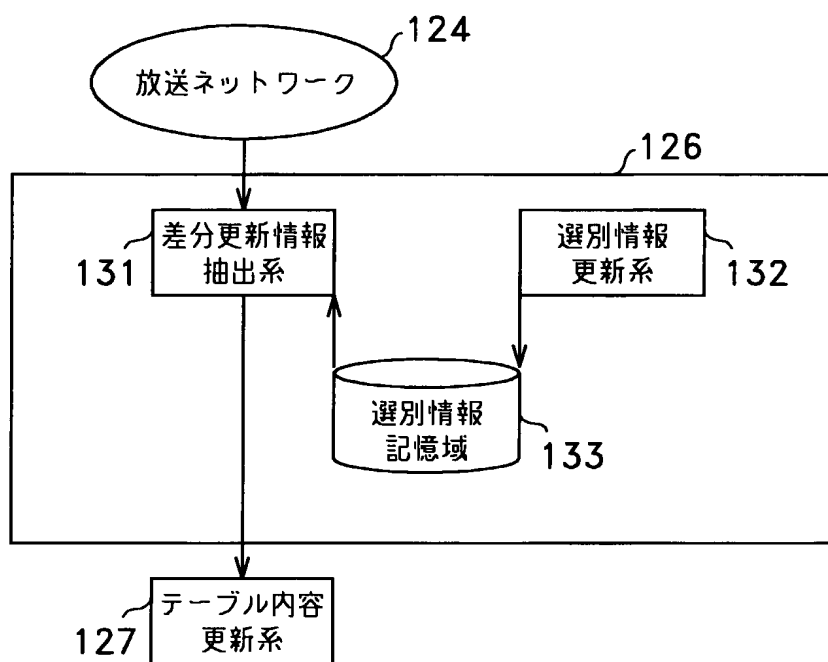 124
放送ネットワーク
126
差分更新情報
抽出系
131
選別情報
更新系
132
選別情報
記憶域
133
テーブル内容
更新系
127